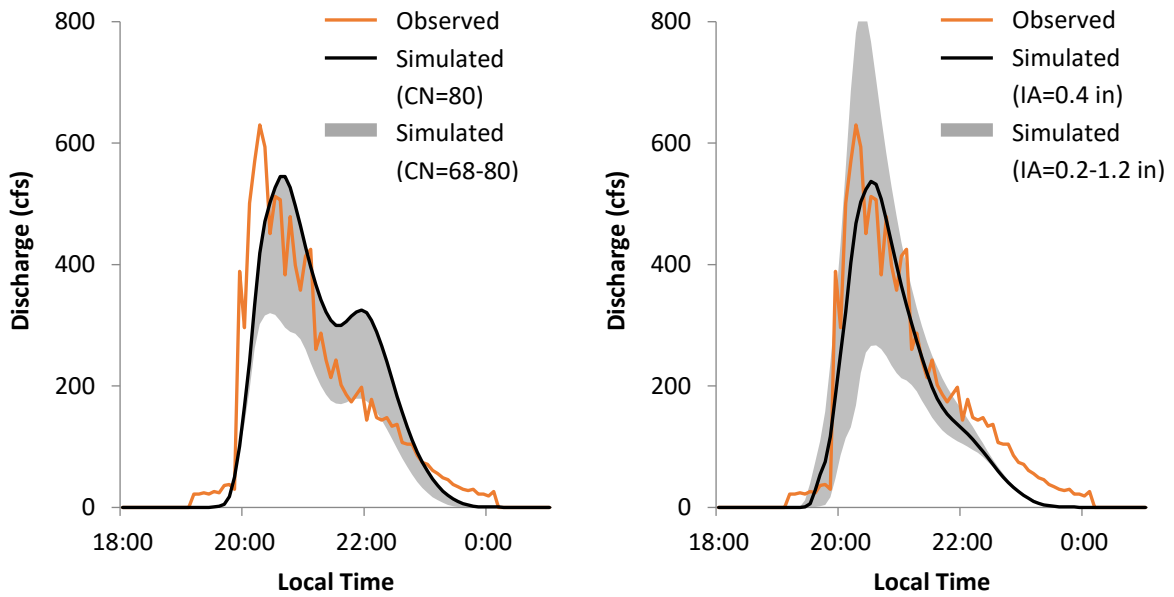 800
600
400
200
0
Discharge (cfs)
18:00
20:00
22:00
0:00
Local Time
Observed
Simulated
(CN=80)
Simulated
(CN=68-80)
800
600
400
200
0
Discharge (cfs)
18:00
20:00
22:00
0:00
Local Time
Observed
Simulated
(IA=0.4 in)
Simulated
(IA=0.2-1.2 in)